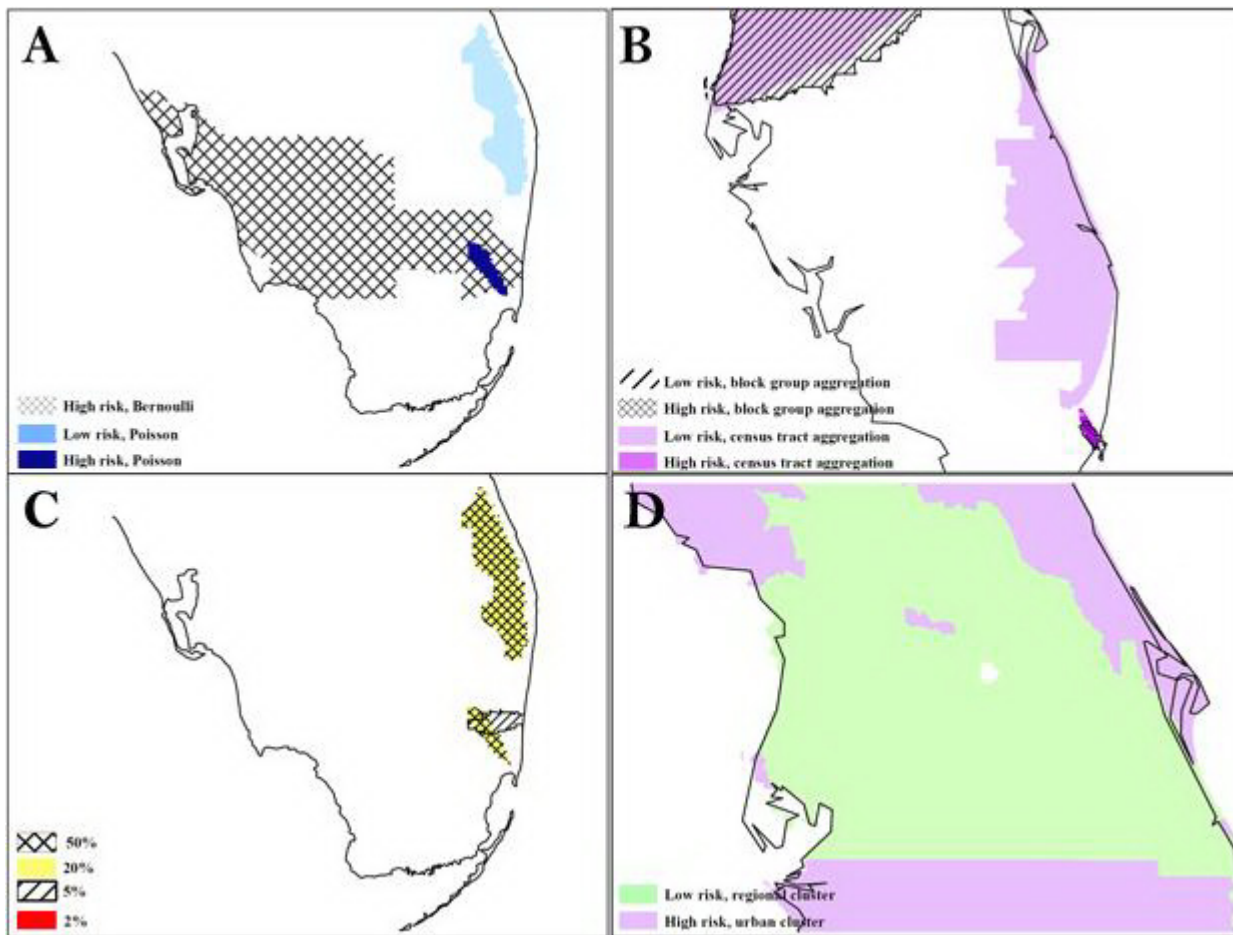 A
High risk, Bernoulli
Low risk, Poisson
High risk, Poisson
B
Low risk, block group aggregation
High risk, block group aggregation
Low risk, census tract aggregation
High risk, census tract aggregation
C
50%
20%
5%
2%
D
Low risk, regional cluster
High risk, urban cluster